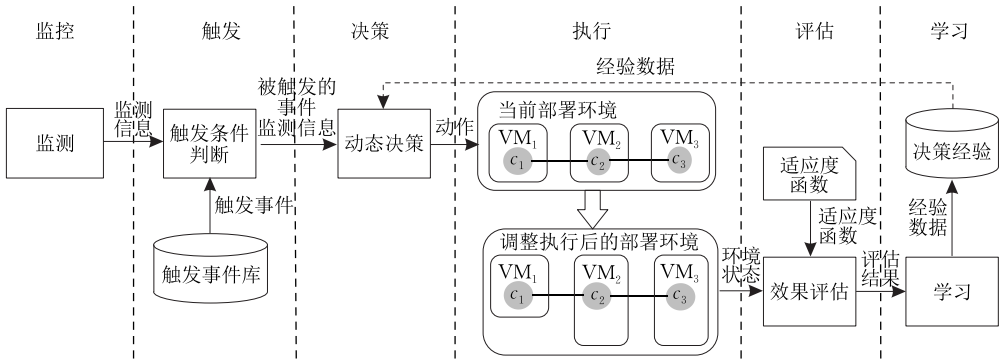 监控
触发
决策
执行
评估
学习
经验数据
监测
监测
信息
触发条件
判断
被触发的
事件
监测信息
动态决策
动作
当前部署环境
VM1
VM2
VM3
c1
c2
c3
适应度
函数
决策经验
触发事件
触发事件库
适应度
函数
经验
数据
调整执行后的部署环境
VM1
VM2
VM3
c1
c2
c3
环境
状态
效果评估
评估
结果
学习